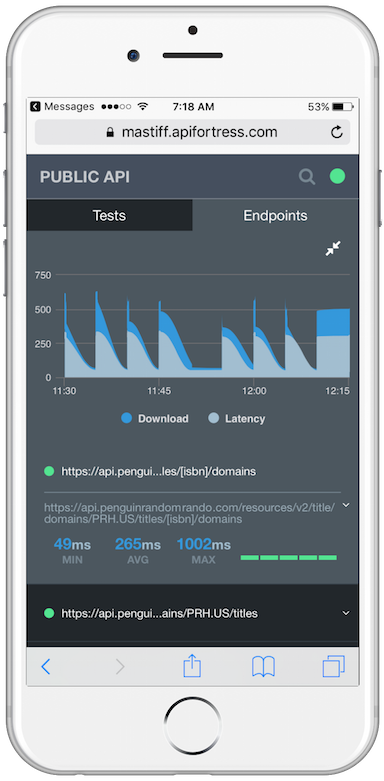 Messages 7:18 AM 53%
mastiff.apifortress.com
PUBLIC API
Tests Endpoints
750
500
250
0
11:30 11:45 12:00 12:15
Download Latency
https://api.pengui...les/[isbn]/domains
https://api.penguinrandomrando.com/resources/v2/title/
domains/PRH.US/titles/[isbn]/domains
49ms 265ms 1002ms
MIN AVG MAX
https://api.pengui...ains/PRH.US/titles